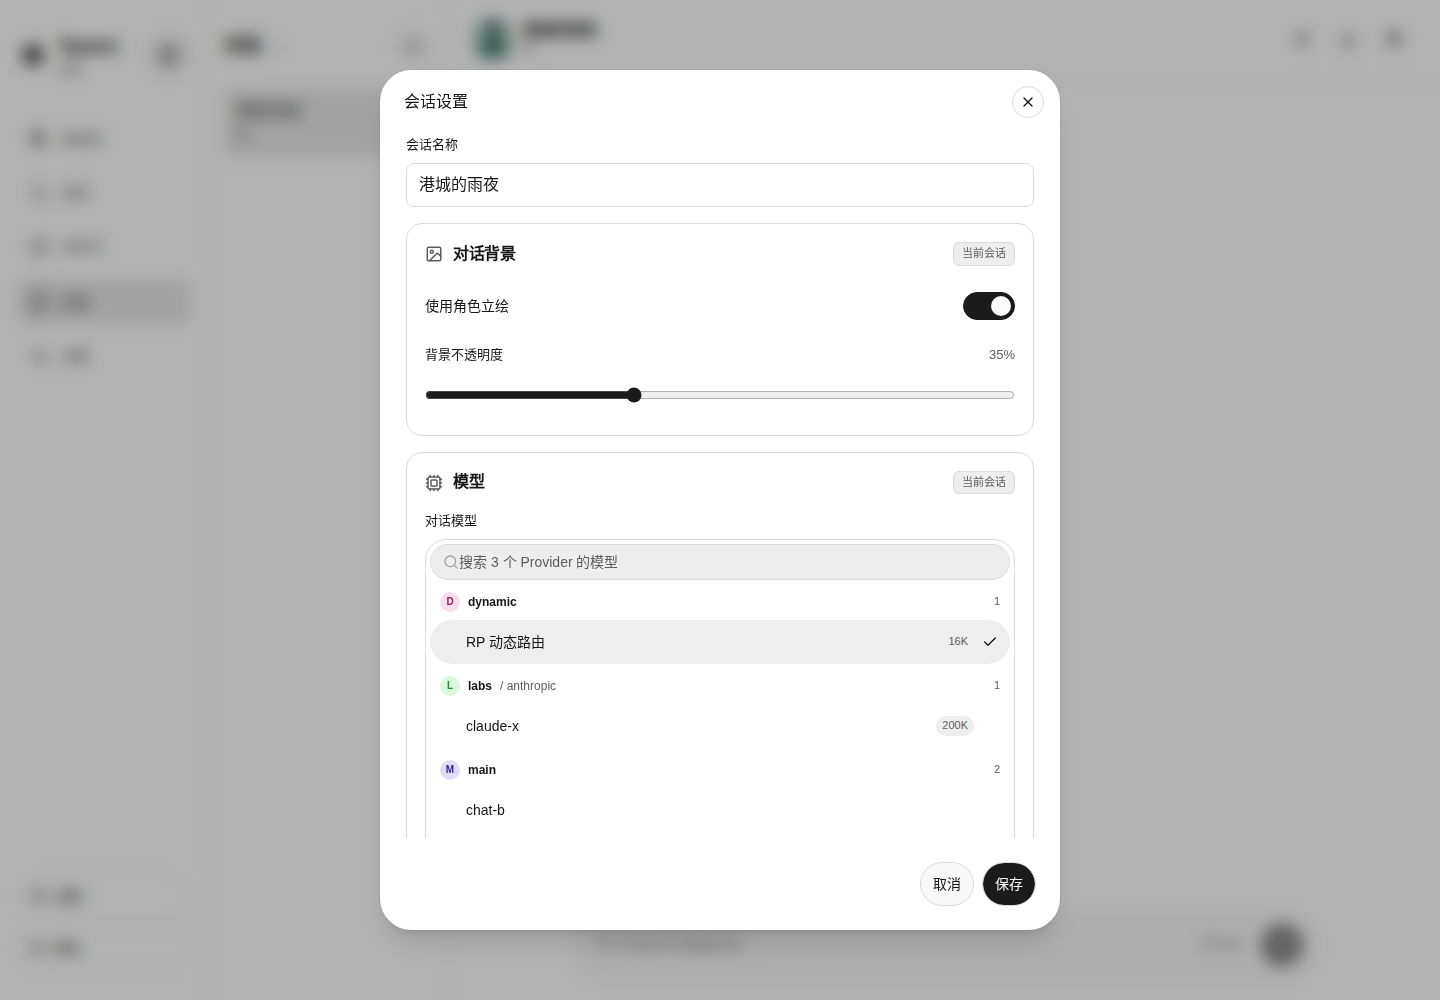 会话设置
会话名称
港城的雨夜
对话背景
当前会话
使用角色立绘
背景不透明度
35%
模型
当前会话
对话模型
搜索 3 个 Provider 的模型
D dynamic 1
RP 动态路由 16K
L labs / anthropic 1
claude-x 200K
M main 2
chat-b
取消
保存